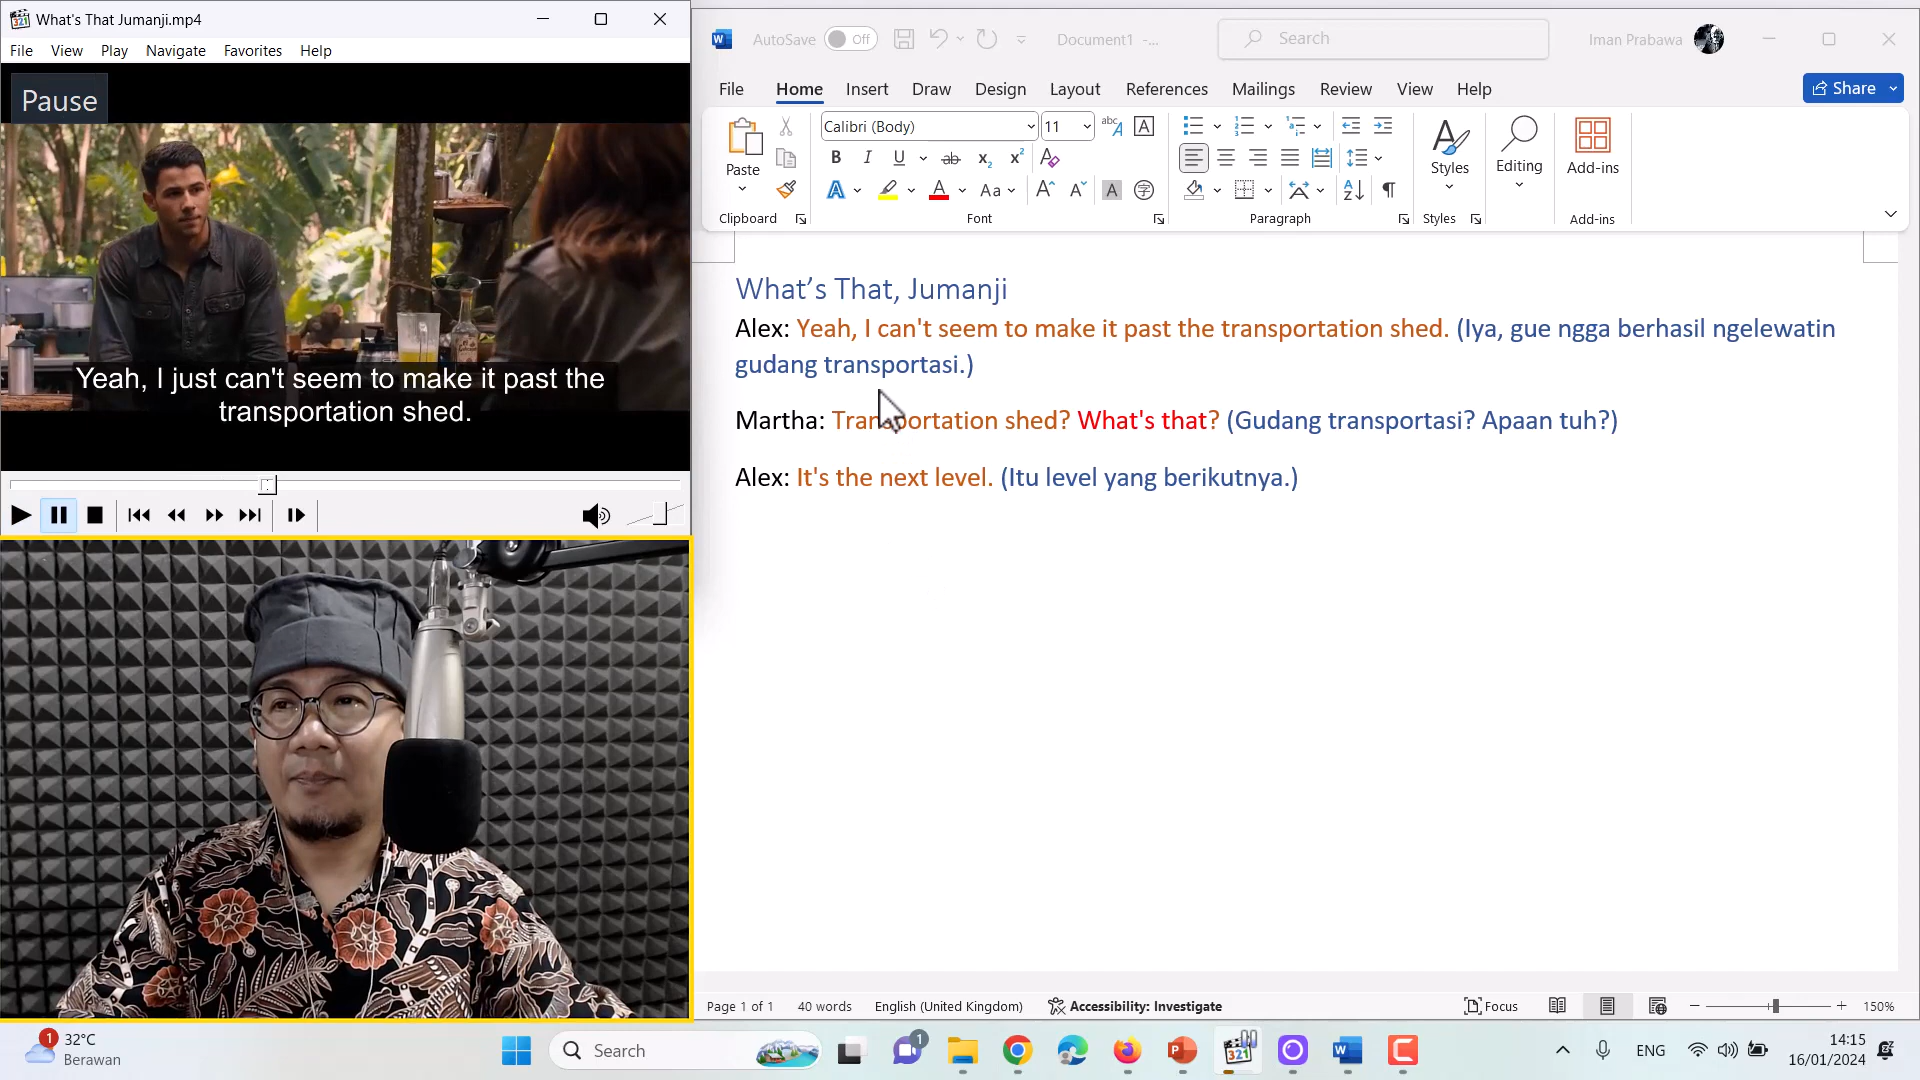 What's That Jumanji.mp4
File View Play Navigate Favorites Help
Pause
Yeah, I just can't seem to make it past the
transportation shed.
AutoSave Off Document1 -... Search Iman Prabawa
File Home Insert Draw Design Layout References Mailings Review View Help Share
Calibri (Body) 11
Paste Styles Editing Add-ins
Clipboard Font Paragraph Styles Add-ins
What’s That, Jumanji
Alex: Yeah, I can't seem to make it past the transportation shed. (Iya, gue ngga berhasil ngelewatin
gudang transportasi.)
Martha: Transportation shed? What's that? (Gudang transportasi? Apaan tuh?)
Alex: It's the next level. (Itu level yang berikutnya.)
Page 1 of 1 40 words English (United Kingdom) Accessibility: Investigate Focus 150%
1 32°C
Berawan
Search
1
321
ENG
14:15
16/01/2024